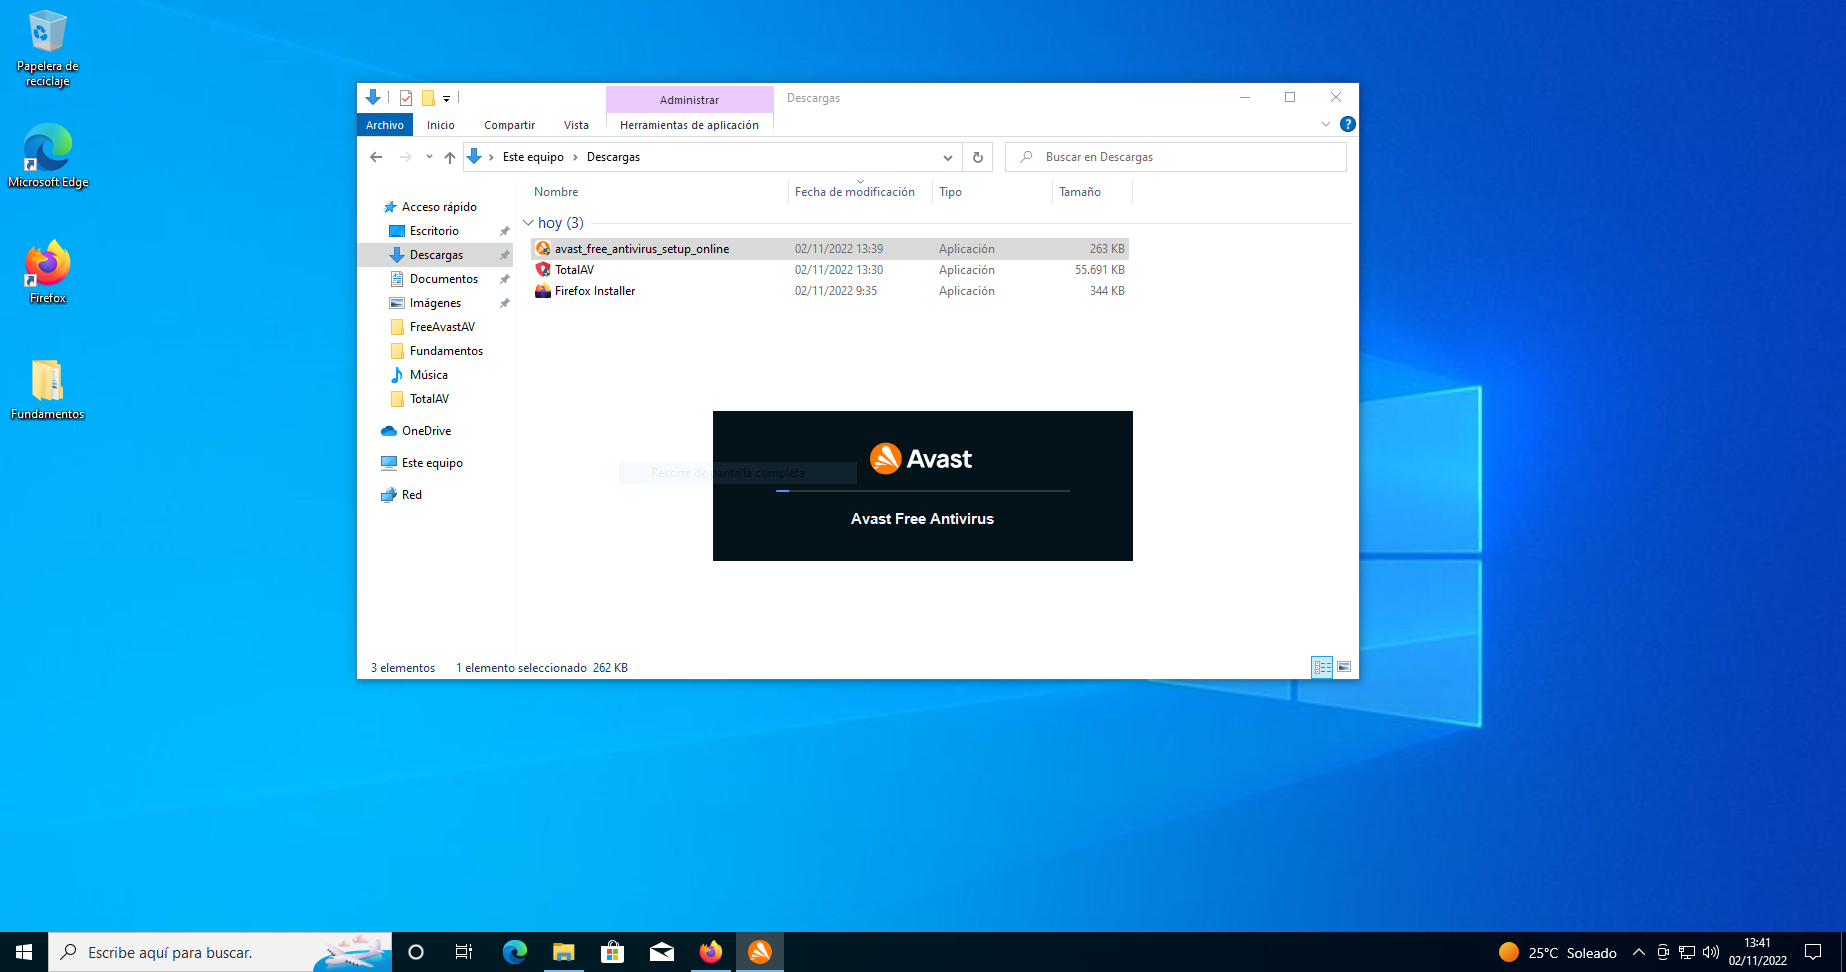 Papelera de
reciclaje
Microsoft Edge
Firefox
Fundamentos
Administrar
Descargas
Archivo
Inicio
Compartir
Vista
Herramientas de aplicación
?
Este equipo > Descargas
Buscar en Descargas
Nombre
Fecha de modificación
Tipo
Tamaño
Acceso rápido
Escritorio
Descargas
Documentos
Imágenes
FreeAvastAV
Fundamentos
Música
TotalAV
OneDrive
Este equipo
Red
hoy (3)
avast_free_antivirus_setup_online 02/11/2022 13:39 Aplicación 263 KB
TotalAV 02/11/2022 13:30 Aplicación 55.691 KB
Firefox Installer 02/11/2022 9:35 Aplicación 344 KB
Recorte de pantalla completa
Avast
Avast Free Antivirus
3 elementos
1 elemento seleccionado 262 KB
Escribe aquí para buscar.
25°C Soleado
13:41
02/11/2022